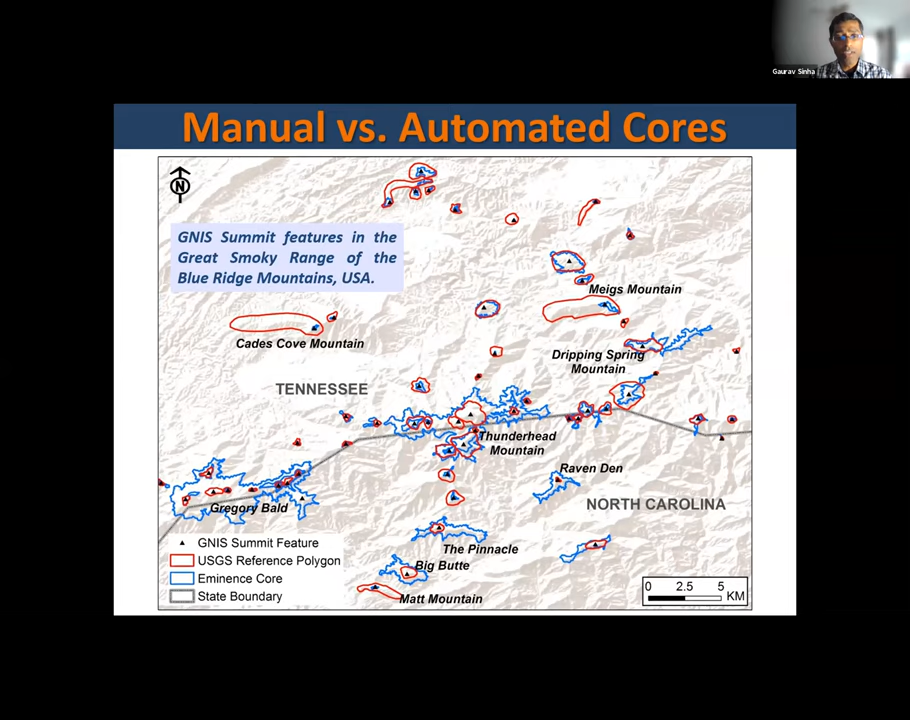 Gaurav Sinha
Manual vs. Automated Cores
N
GNIS Summit features in the
Great Smoky Range of the
Blue Ridge Mountains, USA.
Meigs Mountain
Cades Cove Mountain
Dripping Spring
Mountain
TENNESSEE
Thunderhead
Mountain
Raven Den
NORTH CAROLINA
Gregory Bald
GNIS Summit Feature
USGS Reference Polygon
Eminence Core
State Boundary
The Pinnacle
Big Butte
Matt Mountain
0 2.5 5
KM